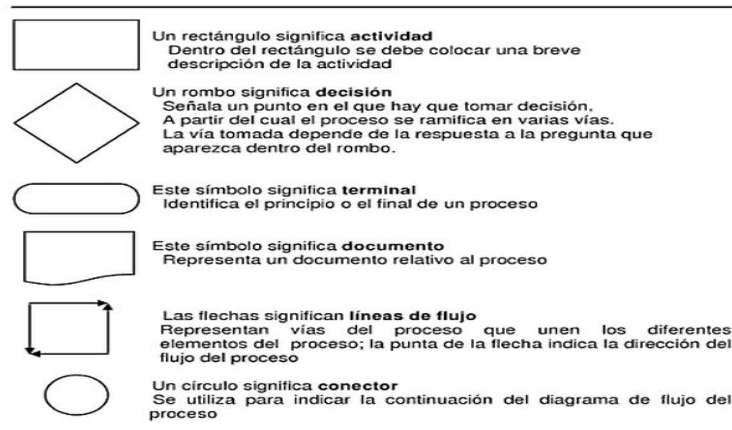 Un rectángulo significa actividad
Dentro del rectángulo se debe colocar una breve
descripción de la actividad
Un rombo significa decisión
Señala un punto en el que hay que tomar decisión,
A partir del cual el proceso se ramifica en varias vías.
La vía tomada depende de la respuesta a la pregunta que
aparezca dentro del rombo.
Este símbolo significa terminal
Identifica el principio o el final de un proceso
Este símbolo significa documento
Representa un documento relativo al proceso
Las flechas significan líneas de flujo
Representan vías del proceso que unen los diferentes
elementos del proceso; la punta de la flecha indica la dirección del
flujo del proceso
Un círculo significa conector
Se utiliza para indicar la continuación del diagrama de flujo del
proceso